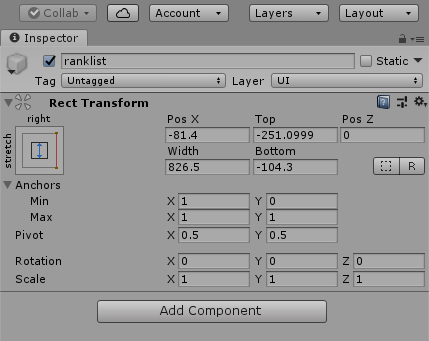 Collab Account Layers Layout
Inspector
ranklist Static
Tag Untagged Layer UI
Rect Transform
right
stretch
Pos X Top Pos Z
-81.4 -251.0999 0
Width Bottom
826.5 -104.3 R
Anchors
Min X 1 Y 0
Max X 1 Y 1
Pivot X 0.5 Y 0.5
Rotation X 0 Y 0 Z 0
Scale X 1 Y 1 Z 1
Add Component